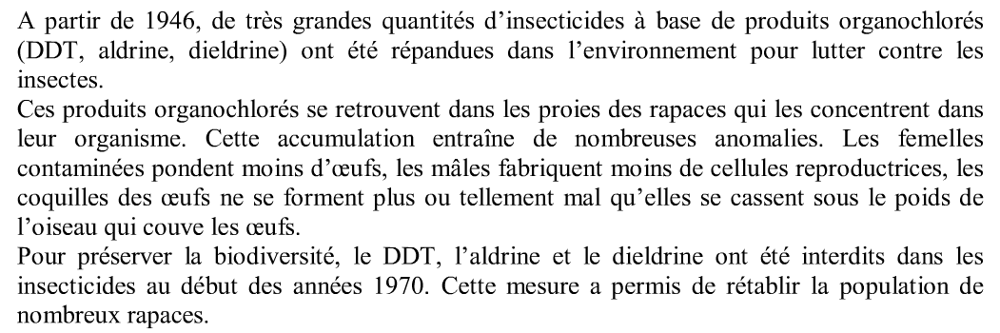 A partir de 1946, de très grandes quantités d’insecticides à base de produits organochlorés
(DDT, aldrine, dieldrine) ont été répandues dans l’environnement pour lutter contre les
insectes.
Ces produits organochlorés se retrouvent dans les proies des rapaces qui les concentrent dans
leur organisme. Cette accumulation entraîne de nombreuses anomalies. Les femelles
contaminées pondent moins d’œufs, les mâles fabriquent moins de cellules reproductrices, les
coquilles des œufs ne se forment plus ou tellement mal qu’elles se cassent sous le poids de
l’oiseau qui couve les œufs.
Pour préserver la biodiversité, le DDT, l’aldrine et le dieldrine ont été interdits dans les
insecticides au début des années 1970. Cette mesure a permis de rétablir la population de
nombreux rapaces.